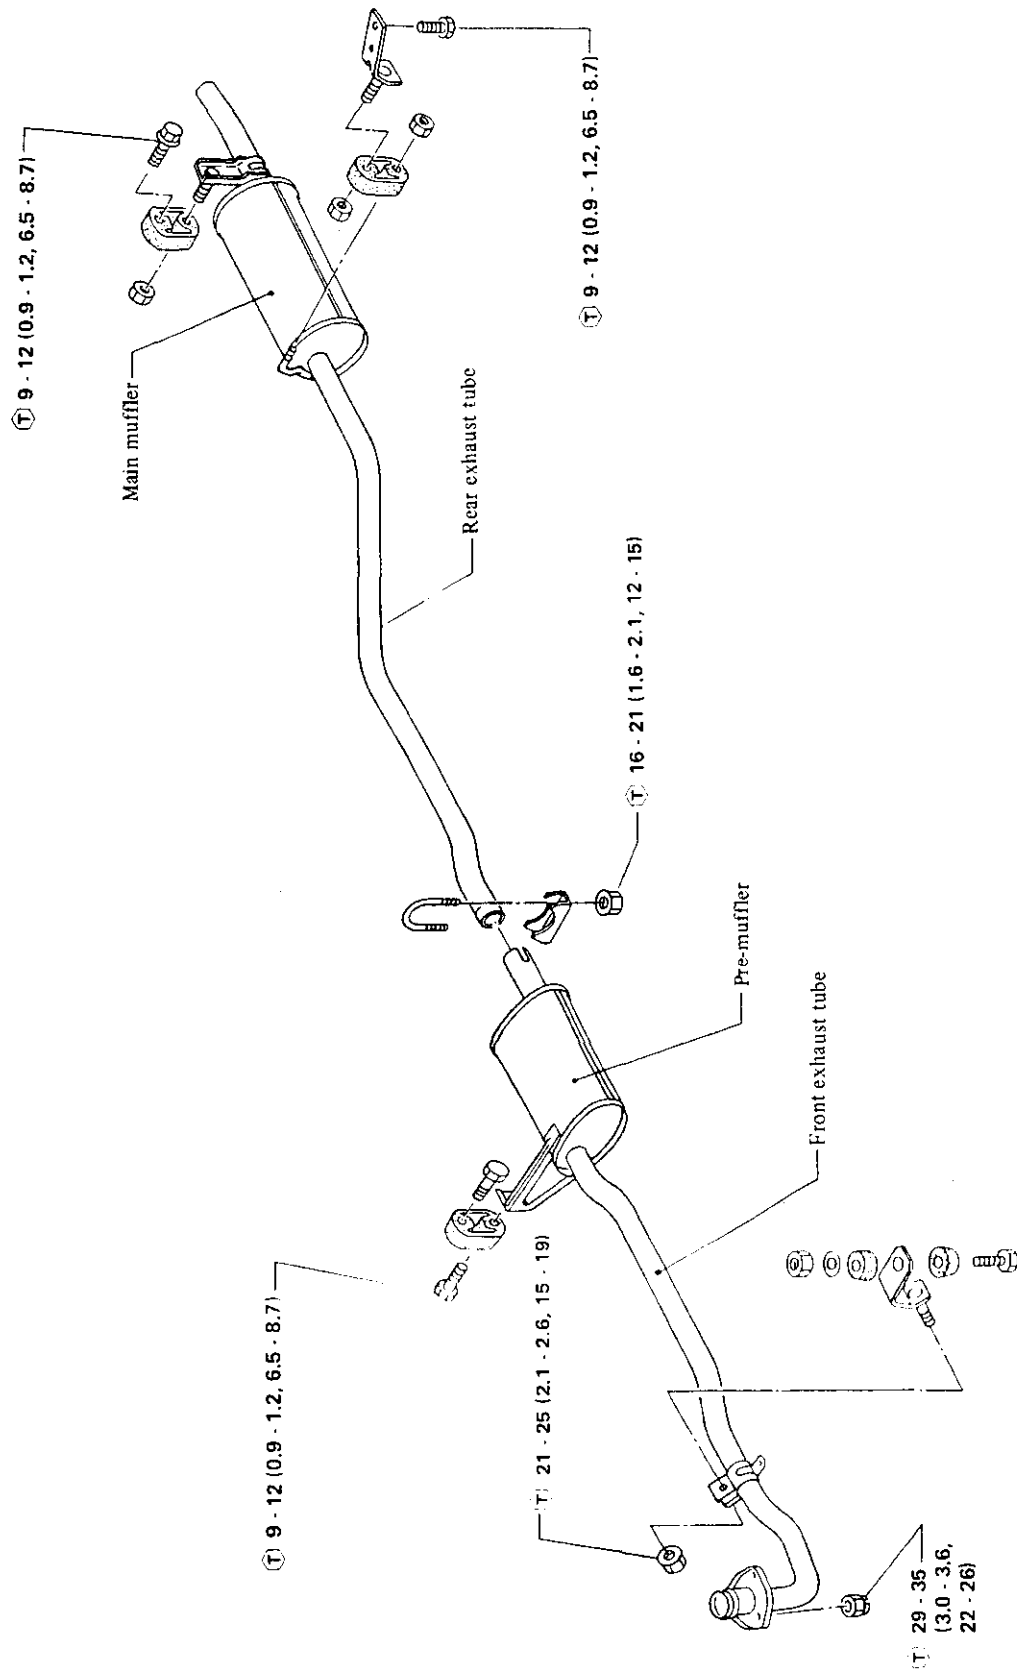 Ⓣ 9 - 12 (0.9 - 1.2, 6.5 - 8.7)
Main muffler
Ⓣ 9 - 12 (0.9 - 1.2, 6.5 - 8.7)
Rear exhaust tube
Ⓣ 16 - 21 (1.6 - 2.1, 12 - 15)
Pre-muffler
Front exhaust tube
Ⓣ 9 - 12 (0.9 - 1.2, 6.5 - 8.7)
Ⓣ 21 - 25 (2.1 - 2.6, 15 - 19)
Ⓣ 29 - 35
(3.0 - 3.6,
22 - 26)